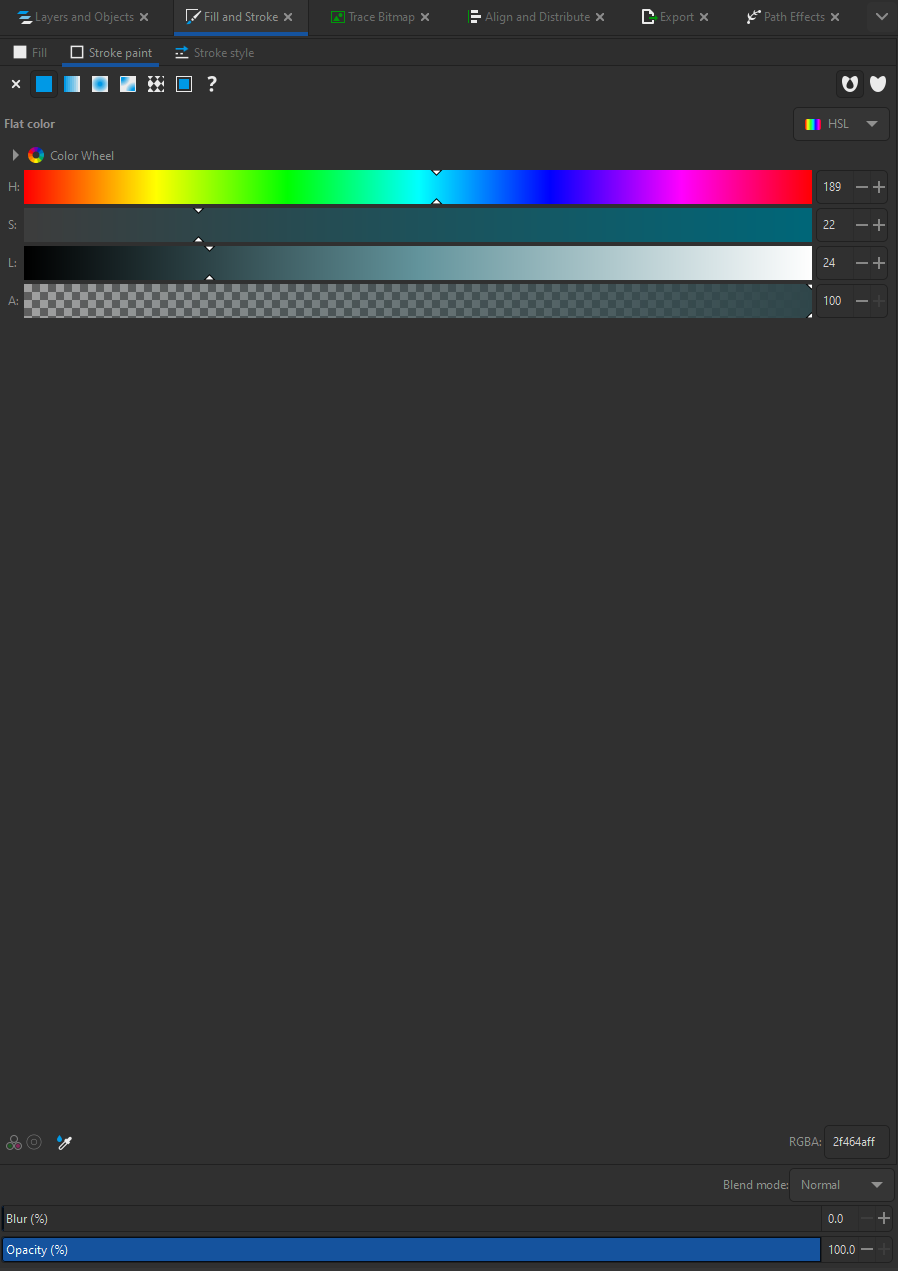 Layers and Objects Fill and Stroke Trace Bitmap Align and Distribute Export Path Effects
Fill Stroke paint Stroke style
?
Flat color HSL
Color Wheel
H: 189
S: 22
L: 24
A: 100
RGBA: 2f464aff
Blend mode: Normal
Blur (%) 0.0
Opacity (%) 100.0